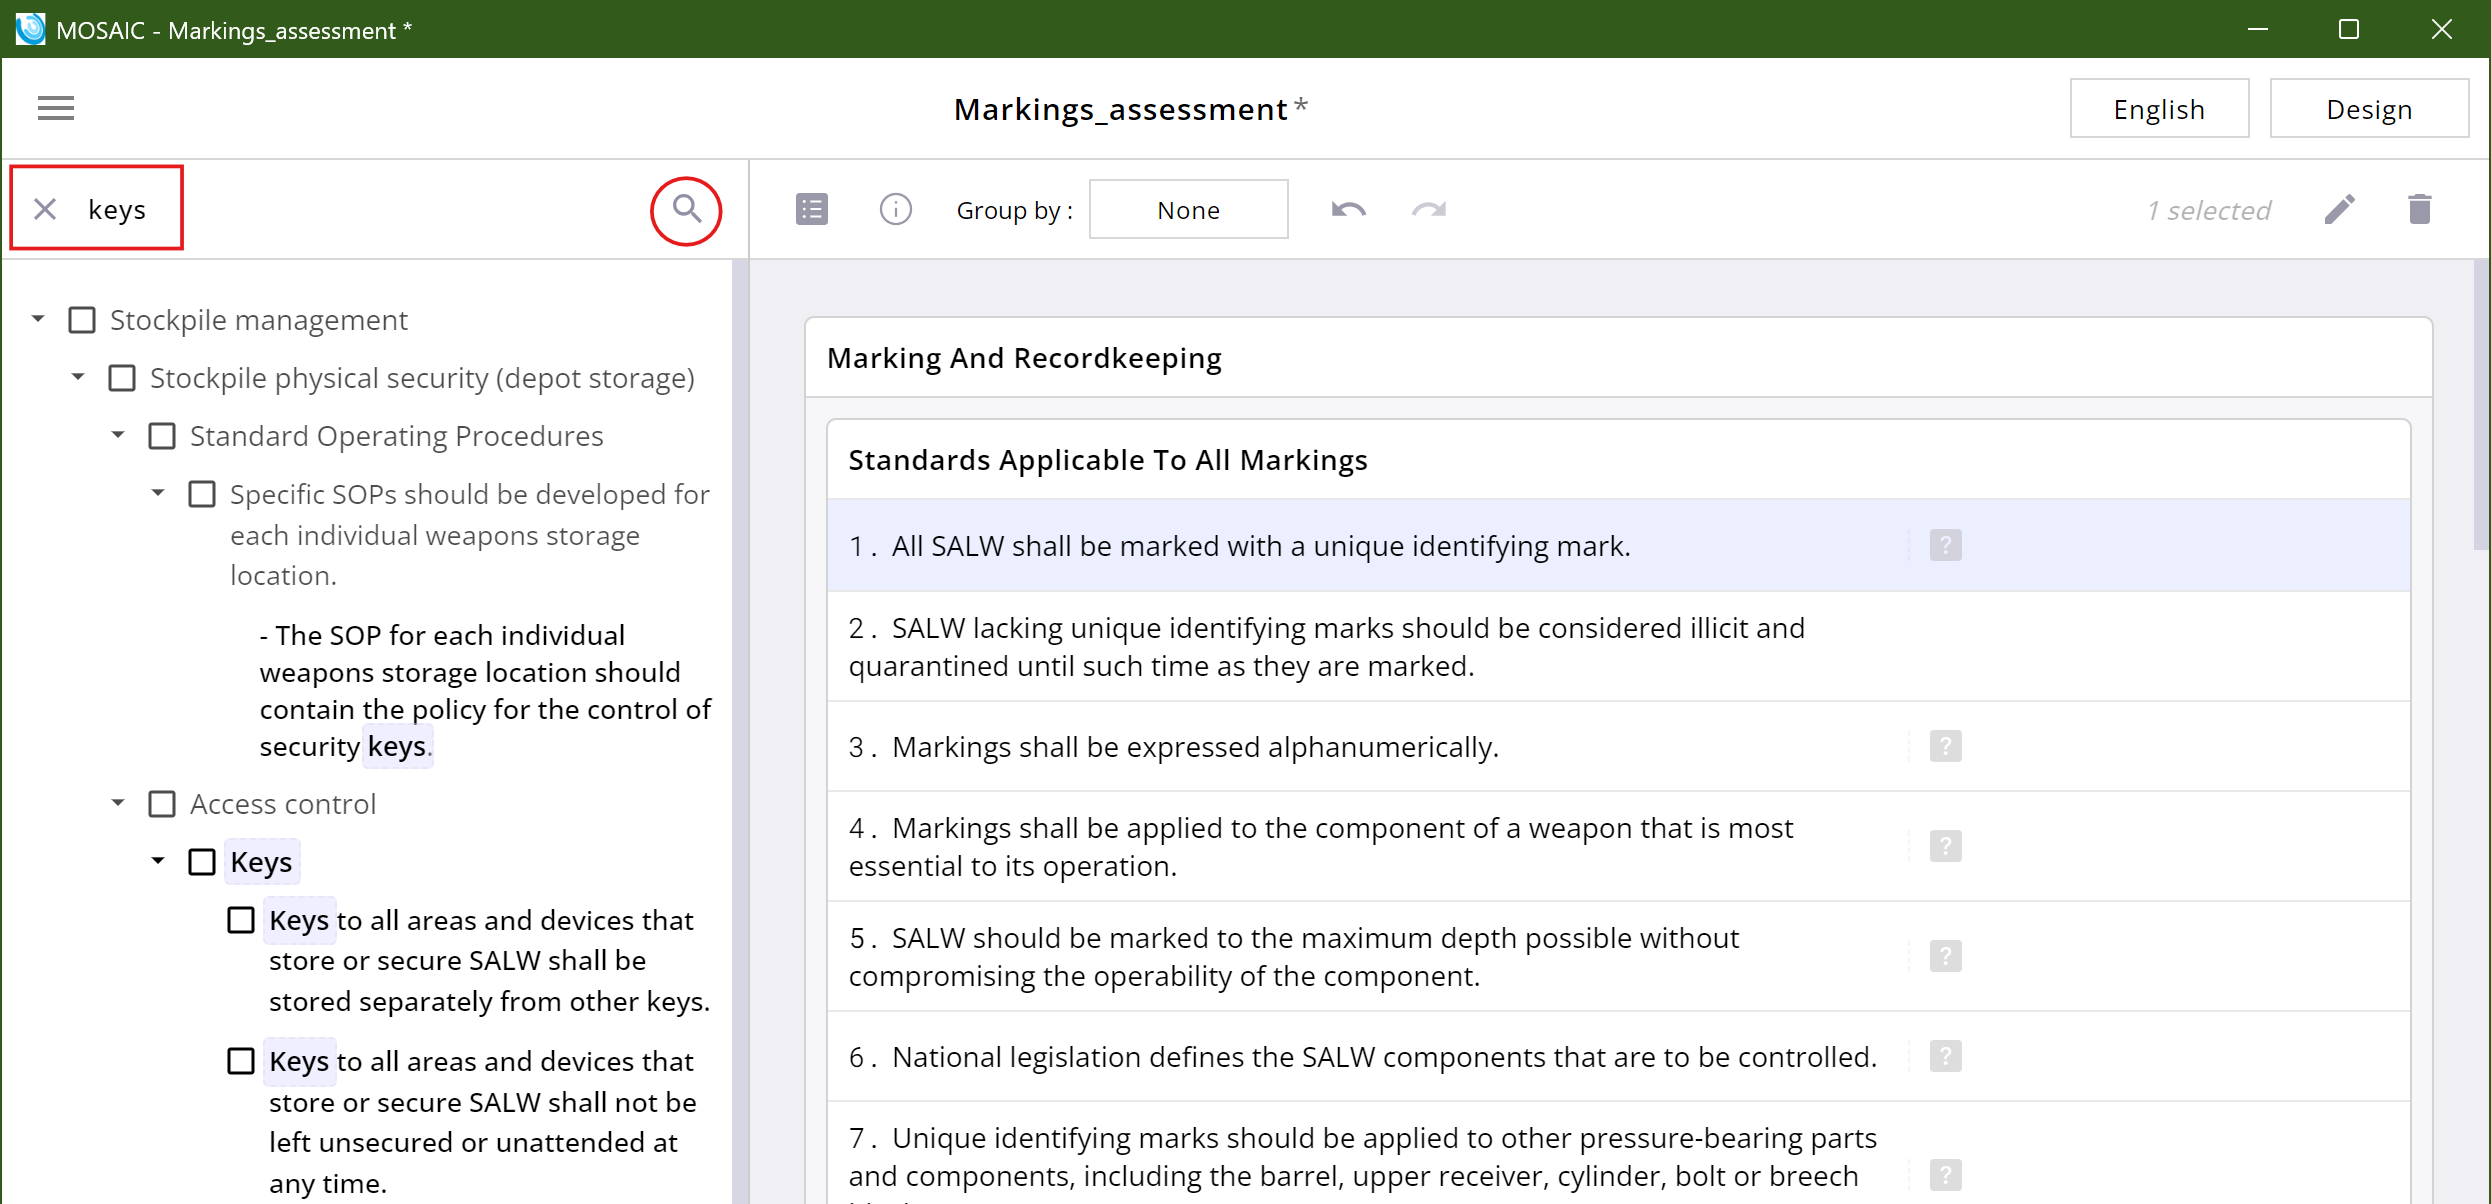 MOSAIC - Markings_assessment *
Markings_assessment *
English
Design
keys
Group by :
None
1 selected
Stockpile management
Stockpile physical security (depot storage)
Standard Operating Procedures
Specific SOPs should be developed for
each individual weapons storage
location.
- The SOP for each individual
weapons storage location should
contain the policy for the control of
security keys.
Access control
Keys
Keys to all areas and devices that
store or secure SALW shall be
stored separately from other keys.
Keys to all areas and devices that
store or secure SALW shall not be
left unsecured or unattended at
any time.
Marking And Recordkeeping
Standards Applicable To All Markings
1. All SALW shall be marked with a unique identifying mark.
?
2. SALW lacking unique identifying marks should be considered illicit and
quarantined until such time as they are marked.
3. Markings shall be expressed alphanumerically.
?
4. Markings shall be applied to the component of a weapon that is most
essential to its operation.
?
5. SALW should be marked to the maximum depth possible without
compromising the operability of the component.
?
6. National legislation defines the SALW components that are to be controlled.
?
7. Unique identifying marks should be applied to other pressure-bearing parts
and components, including the barrel, upper receiver, cylinder, bolt or breech
?